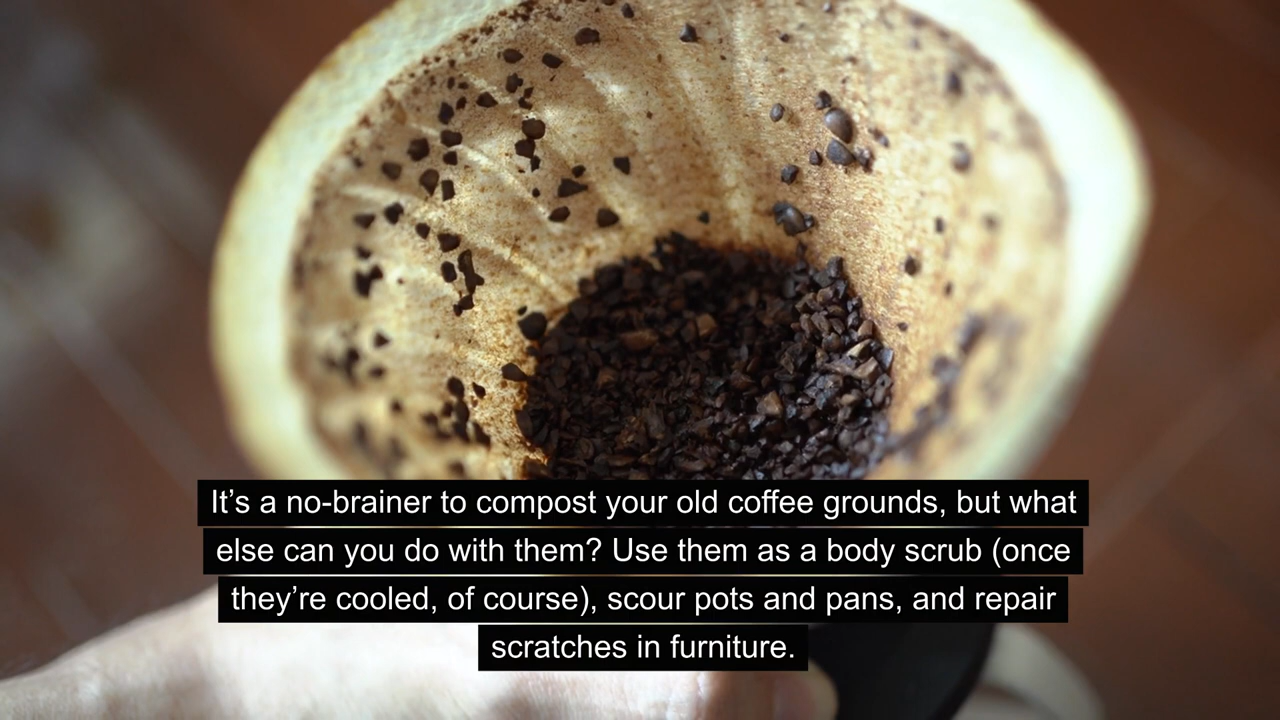 It’s a no-brainer to compost your old coffee grounds, but what
else can you do with them? Use them as a body scrub (once
they’re cooled, of course), scour pots and pans, and repair
scratches in furniture.